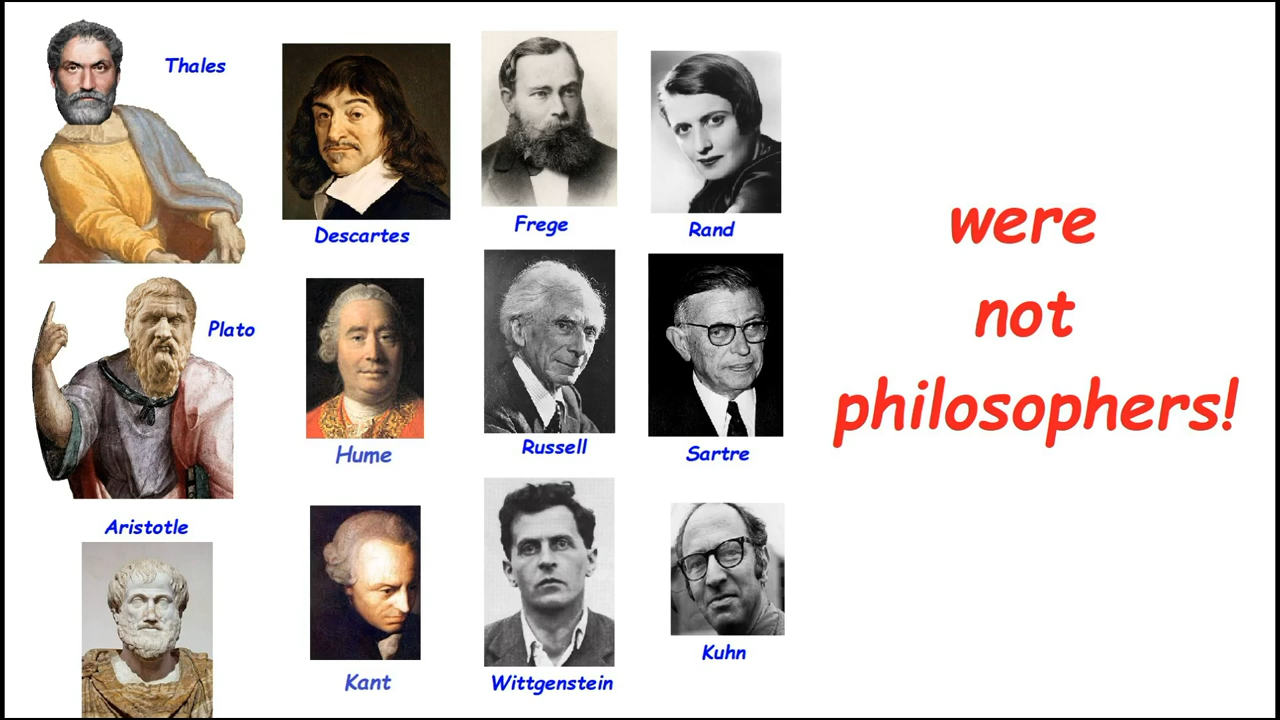 Thales
Descartes
Frege
Rand
Plato
Hume
Russell
Sartre
Aristotle
Kant
Wittgenstein
Kuhn
were
not
philosophers!